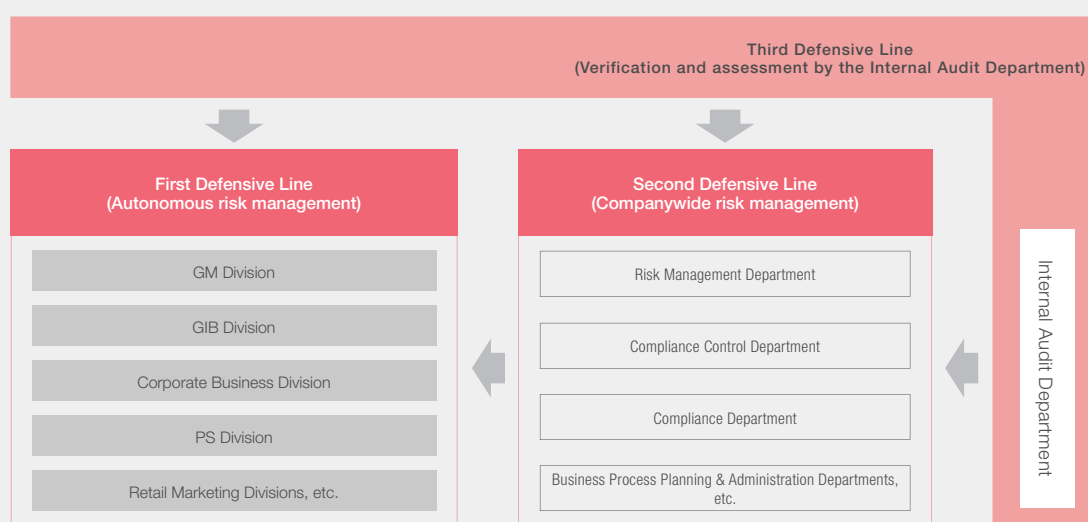 Third Defensive Line
(Verification and assessment by the Internal Audit Department)
First Defensive Line
(Autonomous risk management)
GM Division
GIB Division
Corporate Business Division
PS Division
Retail Marketing Divisions, etc.
Second Defensive Line
(Companywide risk management)
Risk Management Department
Compliance Control Department
Compliance Department
Business Process Planning & Administration Departments,
etc.
Internal Audit Department